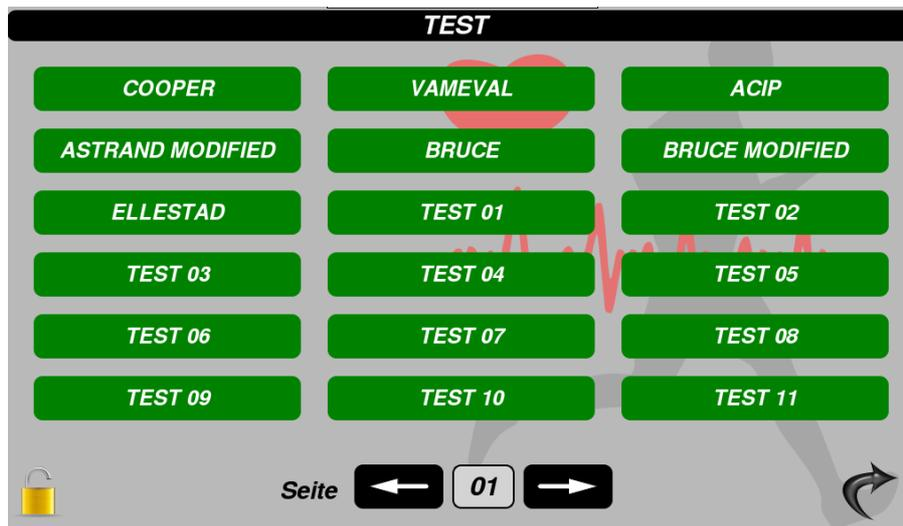 TEST
COOPER VAMEVAL ACIP
ASTRAND MODIFIED BRUCE BRUCE MODIFIED
ELLESTAD TEST 01 TEST 02
TEST 03 TEST 04 TEST 05
TEST 06 TEST 07 TEST 08
TEST 09 TEST 10 TEST 11
Seite 01